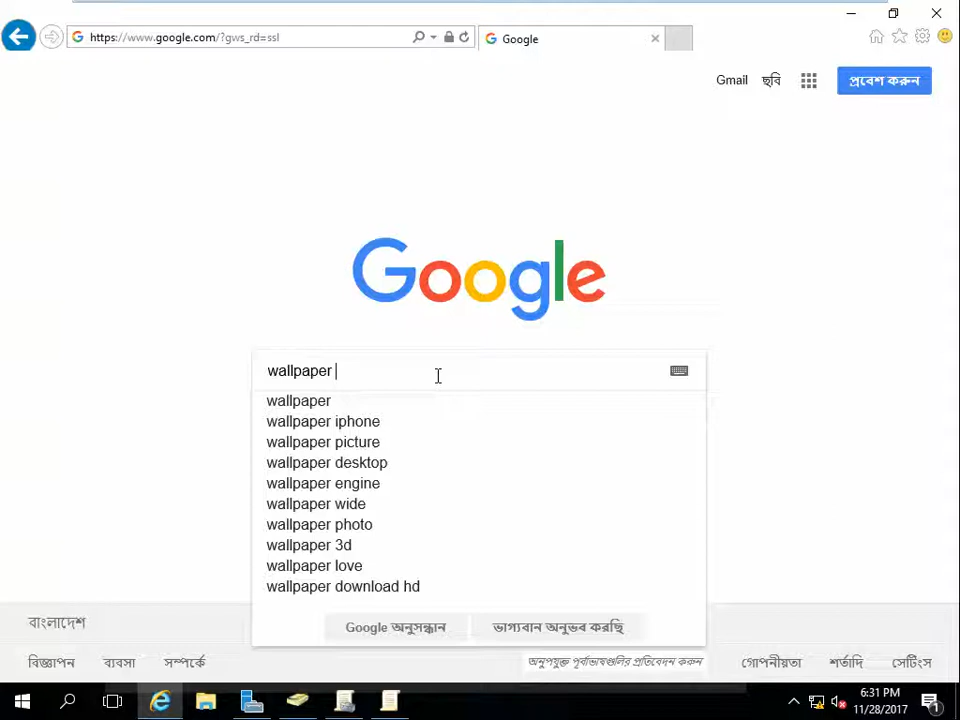 https://www.google.com/?gws_rd=ssl
Google
Gmail ছবি প্রবেশ করুন
Google
wallpaper
wallpaper
wallpaper iphone
wallpaper picture
wallpaper desktop
wallpaper engine
wallpaper wide
wallpaper photo
wallpaper 3d
wallpaper love
wallpaper download hd
Google অনুসন্ধান ভাগ্যবান অনুভব করছি
বাংলাদেশ
অনুপযুক্ত পূর্বাভাষগুলির প্রতিবেদন করুন
বিজ্ঞাপন ব্যবসা সম্পর্কে গোপনীয়তা শর্তাদি সেটিংস
6:31 PM
11/28/2017
1